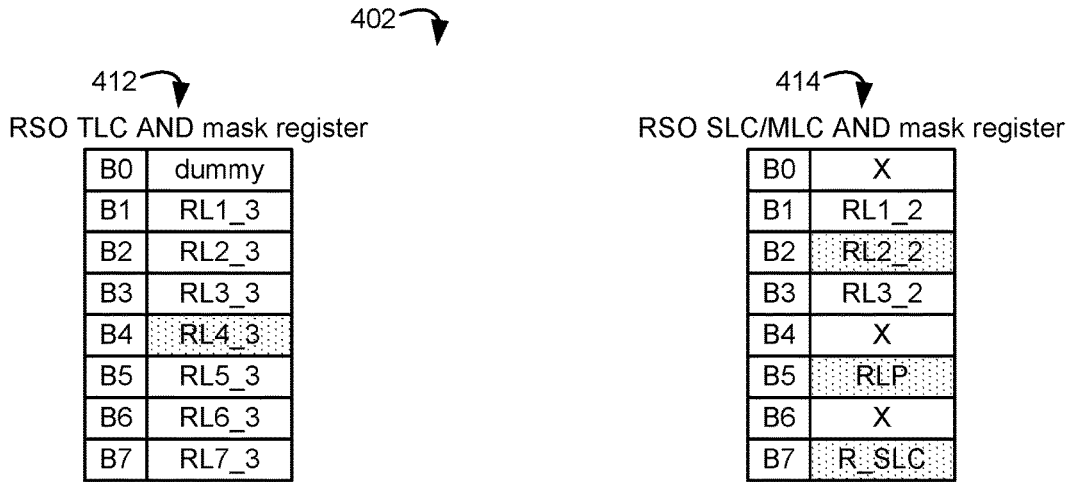 402
412
RSO TLC AND mask register
B0 dummy
B1 RL1_3
B2 RL2_3
B3 RL3_3
B4 RL4_3
B5 RL5_3
B6 RL6_3
B7 RL7_3
414
RSO SLC/MLC AND mask register
B0 X
B1 RL1_2
B2 RL2_2
B3 RL3_2
B4 X
B5 RLP
B6 X
B7 R_SLC